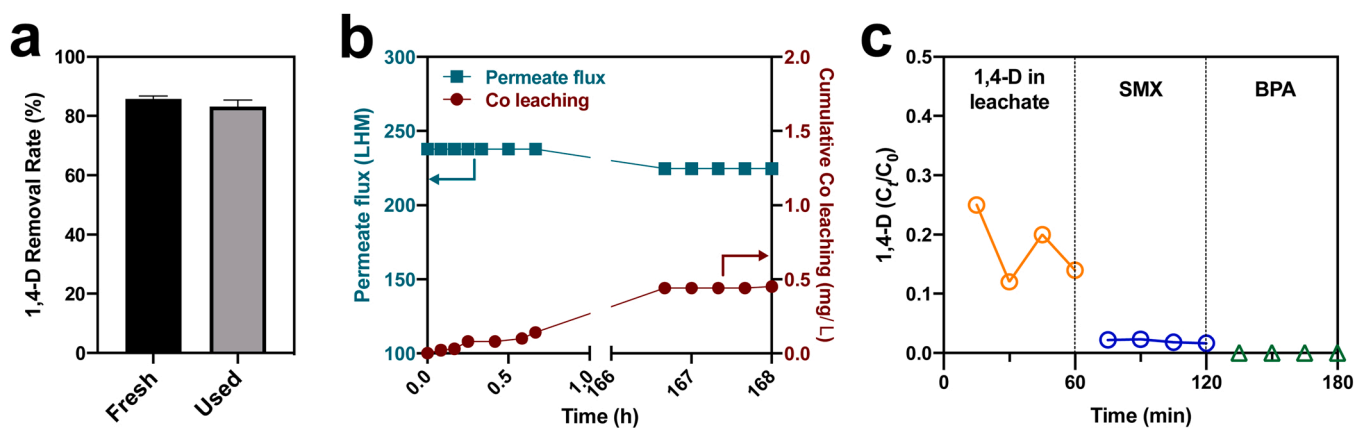 a
1,4-D Removal Rate (%)
100
80
60
40
20
0
Fresh
Used
b
Permeate flux (LHM)
300
250
200
150
100
Permeate flux
Co leaching
2.0
1.5
1.0
0.5
0.0
Cumulative Co leaching (mg/ L)
0.0
0.5
1.0
166
167
168
Time (h)
c
1,4-D (Ct/C0)
0.5
0.4
0.3
0.2
0.1
0.0
1,4-D in
leachate
SMX
BPA
0
60
120
180
Time (min)